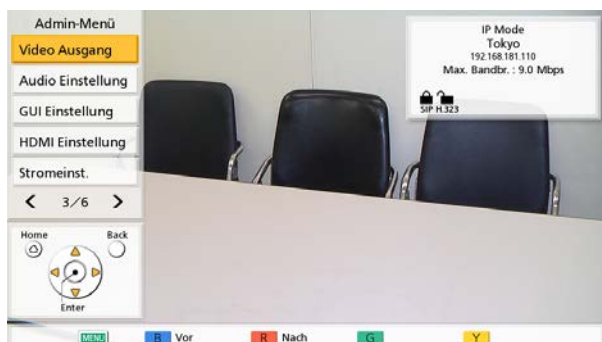 Admin-Menü
Video Ausgang
Audio Einstellung
GUI Einstellung
HDMI Einstellung
Stromeinst.
3/6
Home
Back
Enter
IP Mode
Tokyo
192.168.181.110
Max. Bandbr. : 9.0 Mbps
SIP H.323
MENU
B Vor
R Nach
G
Y